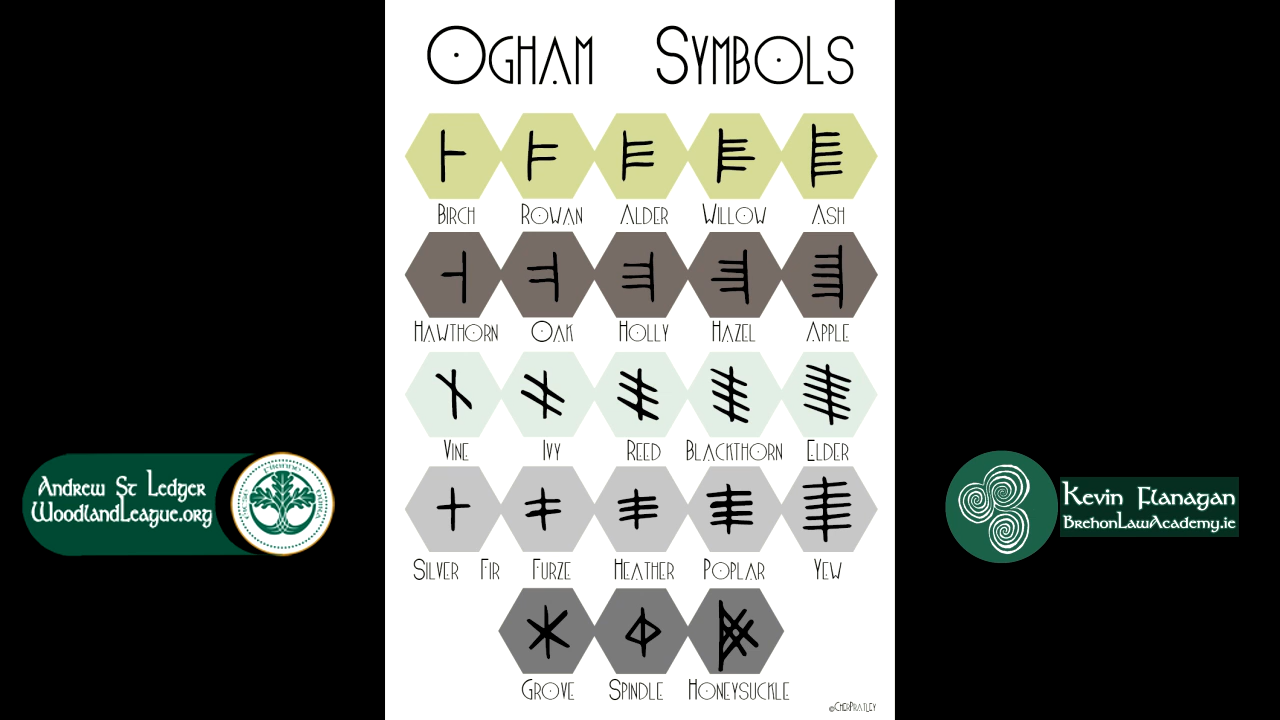 Ogham Symbols
Birch Rowan Alder Willow Ash
Hawthorn Oak Holly Hazel Apple
Vine Ivy Reed Blackthorn Elder
Silver Fir Furze Heather Poplar Yew
Grove Spindle Honeysuckle
Andrew St Ledger
WoodlandLeague.org
Kevin Flanagan
BrehonLawAcademy.ie